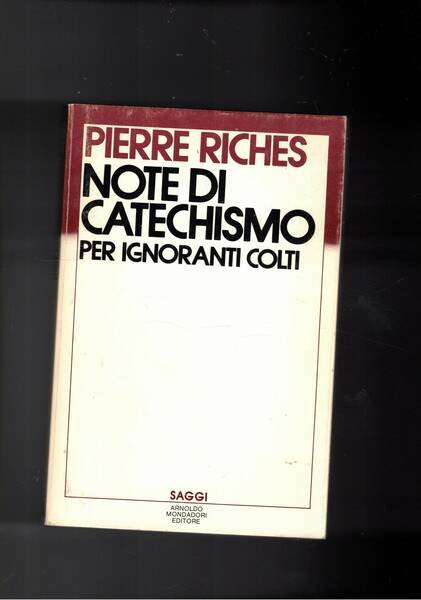 PIERRE RICHES
NOTE DI
CATECHISMO
PER IGNORANTI COLTI
SAGGI
ARNOLDO
MONDADORI
EDITORE